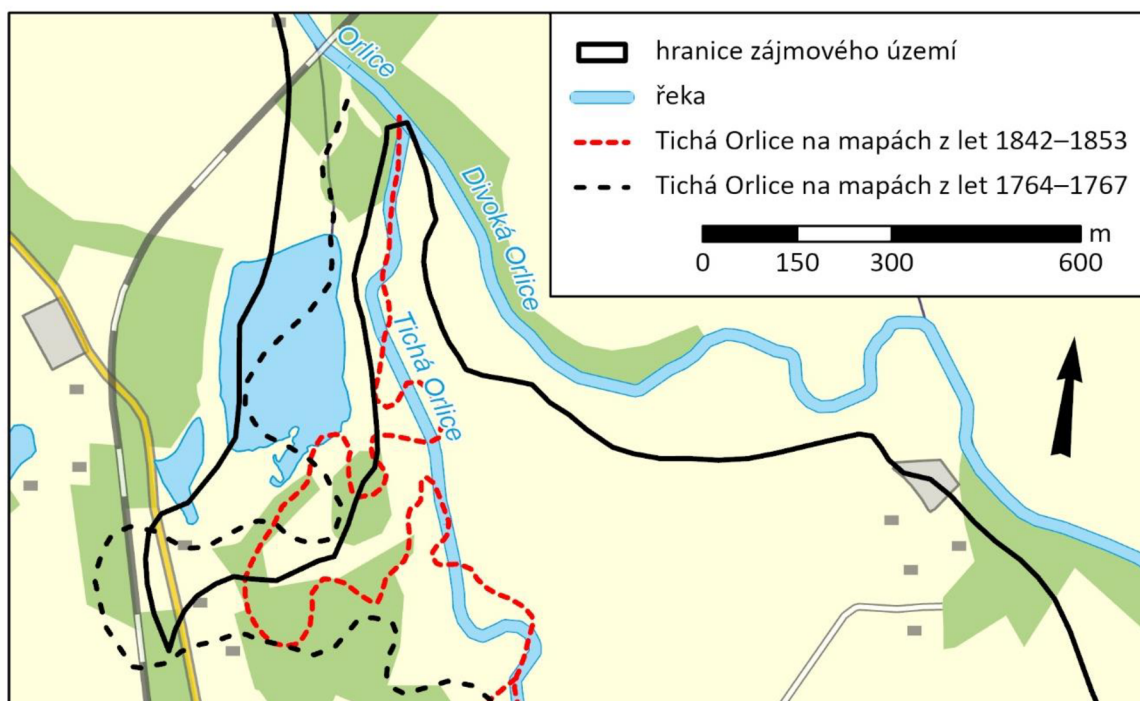 Orlice
Divoká Orlice
Tichá Orlice
hranice zájmového území
řeka
Tichá Orlice na mapách z let 1842–1853
Tichá Orlice na mapách z let 1764–1767
m
0 150 300 600